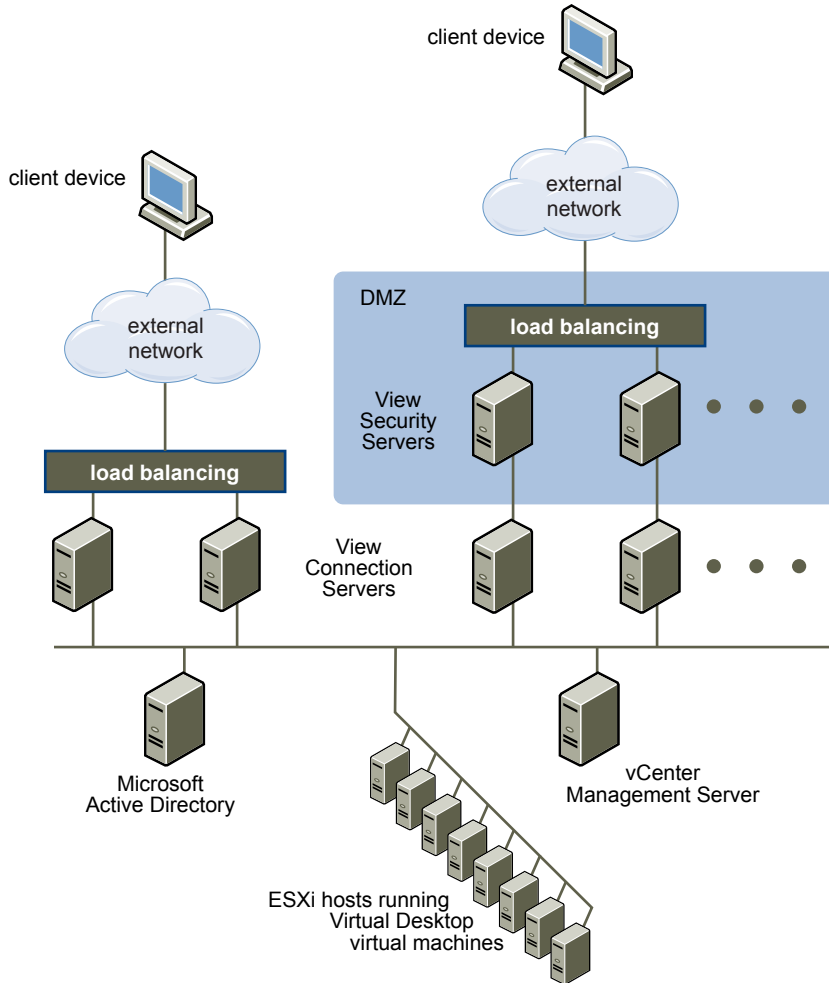 client device
client device
external
network
external
network
DMZ
load balancing
View
Security
Servers
load balancing
View
Connection
Servers
Microsoft
Active Directory
vCenter
Management Server
ESXi hosts running
Virtual Desktop
virtual machines